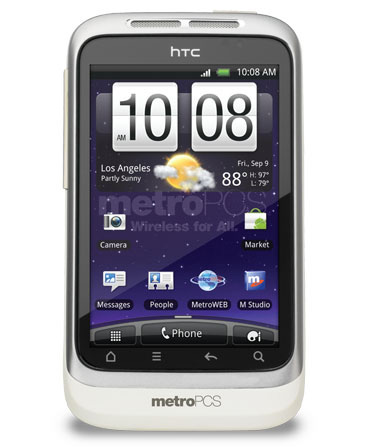 hTC
10:08 AM
10 08
AM
Los Angeles
Partly Sunny
Fri, Sep 9
88° H: 97°
L: 79°
metroPCS
Wireless for All.
Camera
Market
Messages
People
MetroWEB
M Studio
Phone
metroPCS